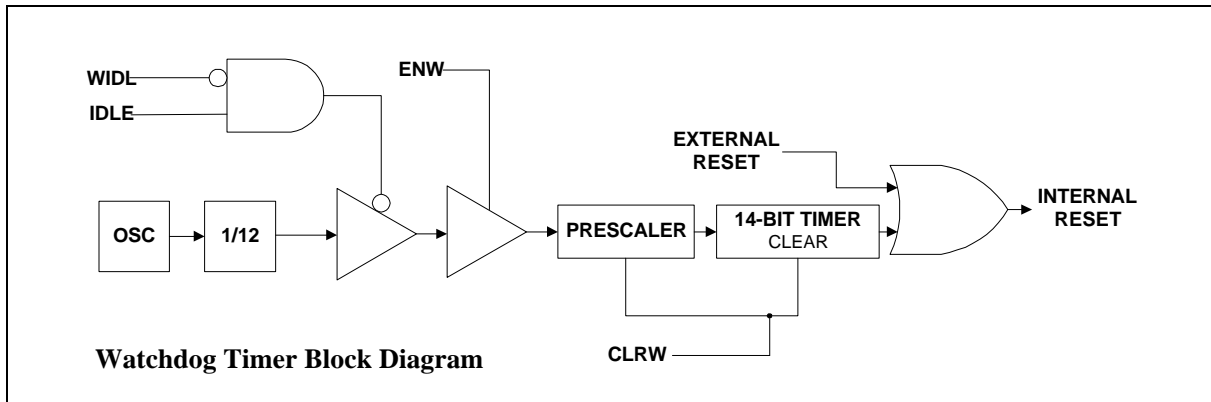 WIDL
IDLE
ENW
EXTERNAL
RESET
INTERNAL
RESET
OSC
1/12
PRESCALER
14-BIT TIMER
CLEAR
CLRW
Watchdog Timer Block Diagram